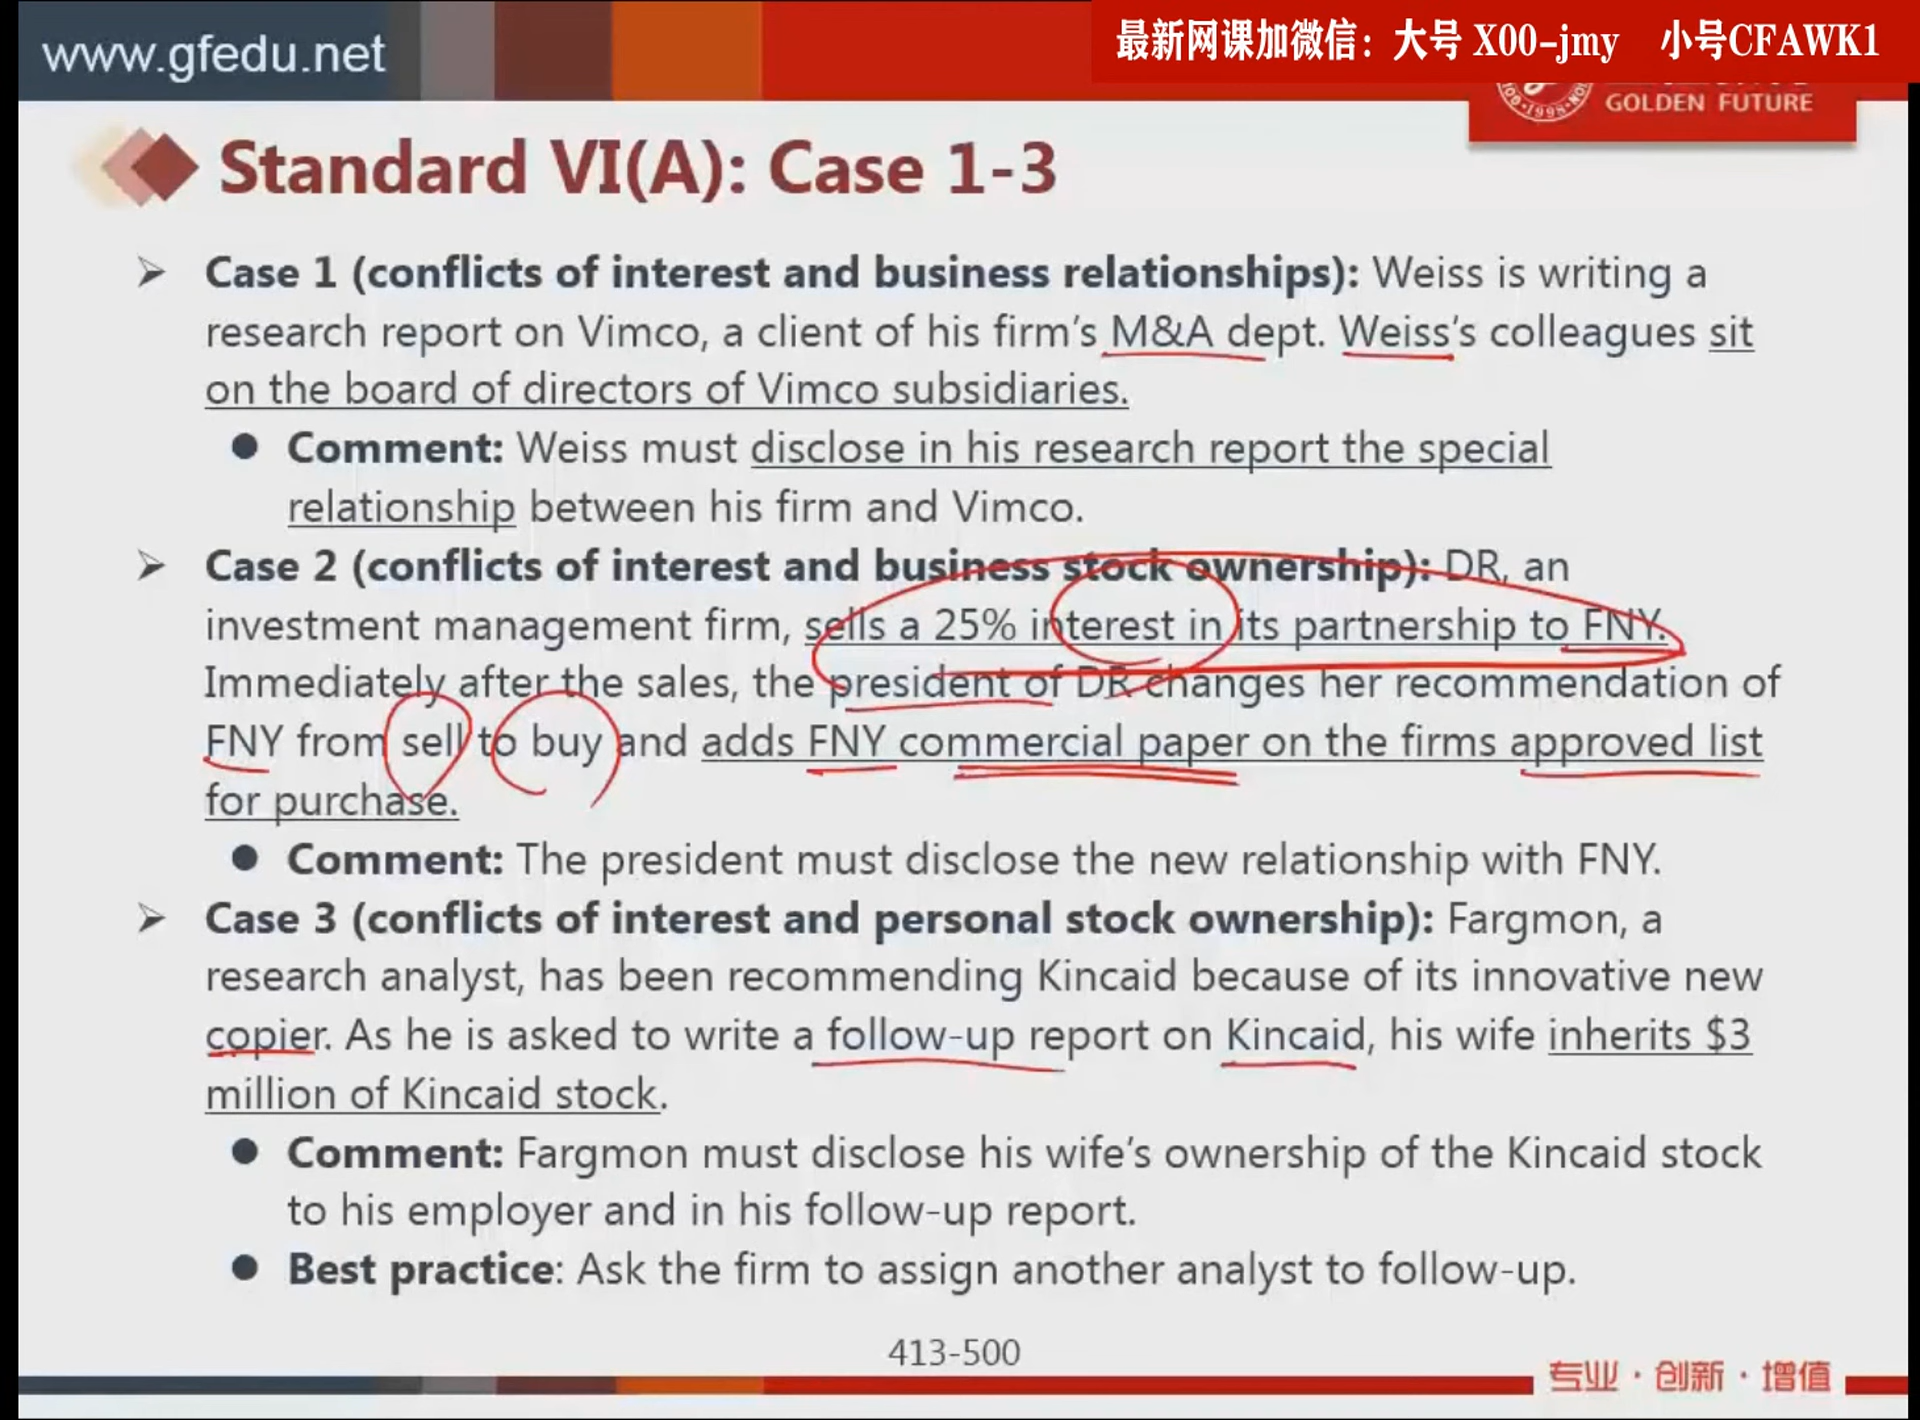 www.gfedu.net
最新网课加微信：大号 X00-jmy 小号CFAWK1
GOLDEN FUTURE
Standard VI(A): Case 1-3
➢ Case 1 (conflicts of interest and business relationships): Weiss is writing a
research report on Vimco, a client of his firm's M&A dept. Weiss's colleagues sit
on the board of directors of Vimco subsidiaries.
● Comment: Weiss must disclose in his research report the special
relationship between his firm and Vimco.
➢ Case 2 (conflicts of interest and business stock ownership): DR, an
investment management firm, sells a 25% interest in its partnership to FNY.
Immediately after the sales, the president of DR changes her recommendation of
FNY from sell to buy and adds FNY commercial paper on the firms approved list
for purchase.
● Comment: The president must disclose the new relationship with FNY.
➢ Case 3 (conflicts of interest and personal stock ownership): Fargmon, a
research analyst, has been recommending Kincaid because of its innovative new
copier. As he is asked to write a follow-up report on Kincaid, his wife inherits $3
million of Kincaid stock.
● Comment: Fargmon must disclose his wife's ownership of the Kincaid stock
to his employer and in his follow-up report.
● Best practice: Ask the firm to assign another analyst to follow-up.
413-500
专业·创新·增值